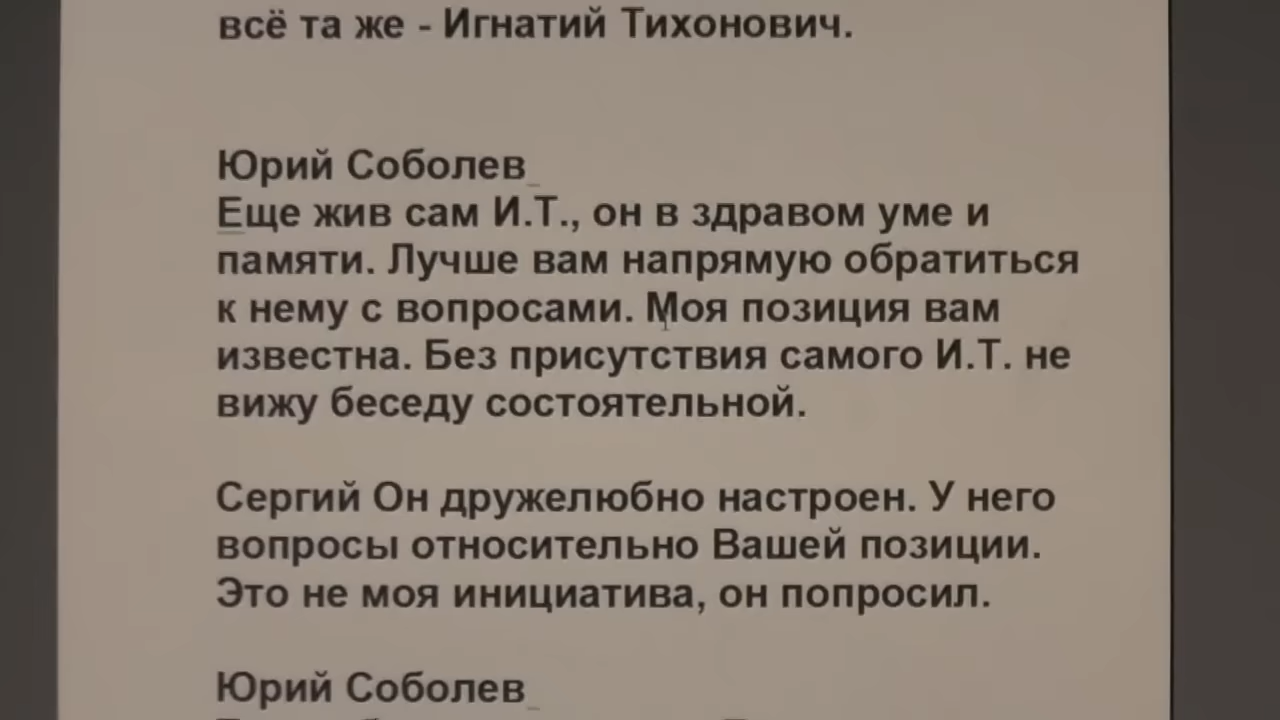 всё та же - Игнатий Тихонович.
Юрий Соболев
Еще жив сам И.Т., он в здравом уме и
памяти. Лучше вам напрямую обратиться
к нему с вопросами. Моя позиция вам
известна. Без присутствия самого И.Т. не
вижу беседу состоятельной.
Сергий Он дружелюбно настроен. У него
вопросы относительно Вашей позиции.
Это не моя инициатива, он попросил.
Юрий Соболев